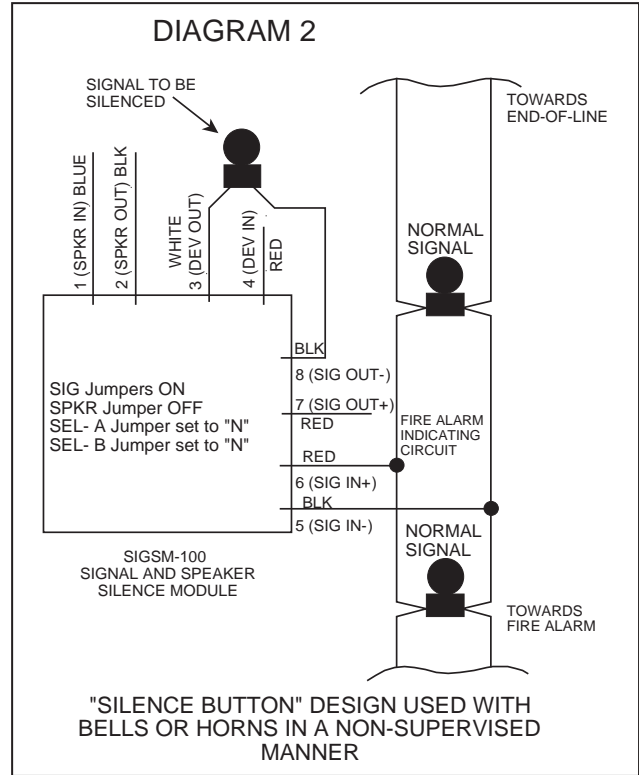 DIAGRAM 2
SIGNAL TO BE
SILENCED
TOWARDS
END-OF-LINE
1 (SPKR IN) BLUE
2 (SPKR OUT) BLK
WHITE
3 (DEV OUT)
4 (DEV IN)
RED
NORMAL
SIGNAL
BLK
8 (SIG OUT-)
SIG Jumpers ON
SPKR Jumper OFF
SEL- A Jumper set to "N"
SEL- B Jumper set to "N"
7 (SIG OUT+)
RED
FIRE ALARM
INDICATING
CIRCUIT
RED
6 (SIG IN+)
BLK
5 (SIG IN-)
NORMAL
SIGNAL
SIGSM-100
SIGNAL AND SPEAKER
SILENCE MODULE
TOWARDS
FIRE ALARM
"SILENCE BUTTON" DESIGN USED WITH
BELLS OR HORNS IN A NON-SUPERVISED
MANNER